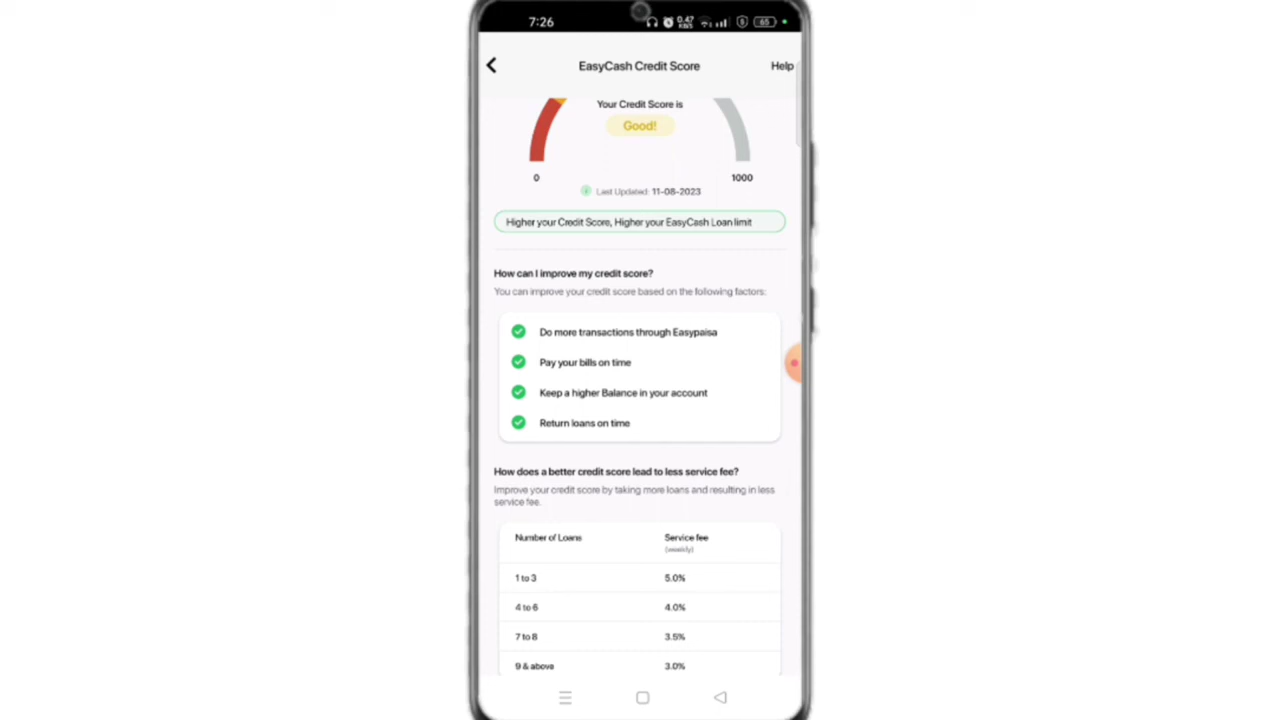 7:26
0.47
KB/S
65
EasyCash Credit Score
Help
Your Credit Score is
Good!
0
1000
Last Updated: 11-08-2023
Higher your Credit Score, Higher your EasyCash Loan limit
How can I improve my credit score?
You can improve your credit score based on the following factors:
Do more transactions through Easypaisa
Pay your bills on time
Keep a higher Balance in your account
Return loans on time
How does a better credit score lead to less service fee?
Improve your credit score by taking more loans and resulting in less
service fee.
Number of Loans
Service fee
(weekly)
1 to 3
5.0%
4 to 6
4.0%
7 to 8
3.5%
9 & above
3.0%